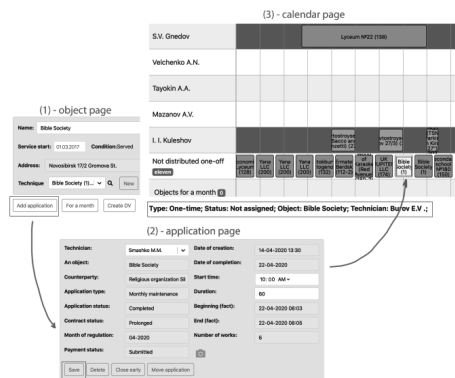 (3) - calendar page
S.V. Gnedov
Lyceum №22 (138)
Velchenko A.N.
Tayokin A.A.
Mazanov A.V.
I. I. Kuleshov
Not distributed one-off
eleven
Yana LLC (200)
Yana LLC (200)
Yana LLC (200)
UK
Bible Society (1)
Bible Society (1)
Objects for a month 0
Type: One-time; Status: Not assigned; Object: Bible Society; Technician: Burov E.V .;
(1) - object page
Name: Bible Society
Service start: 01.03.2017 Condition:Served
Address: Novosibirsk 17/2 Gromova St.
Technique Bible Society (1)... New
Add application For a month Create DV
(2) - application page
Technician: Smashko M.M. Date of creation: 14-04-2020 13:30
An object: Bible Society Date of completion: 22-04-2020
Counterparty: Religious organization SI Start time: 10: 00 AM
Application type: Monthly maintenance Duration: 60
Application status: Completed Beginning (fact): 22-04-2020 08:03
Contract status: Prolonged End (fact): 22-04-2020 08:05
Month of regulation: 04-2020 Number of works: 6
Payment status: Submitted
Save Delete Close early Move application